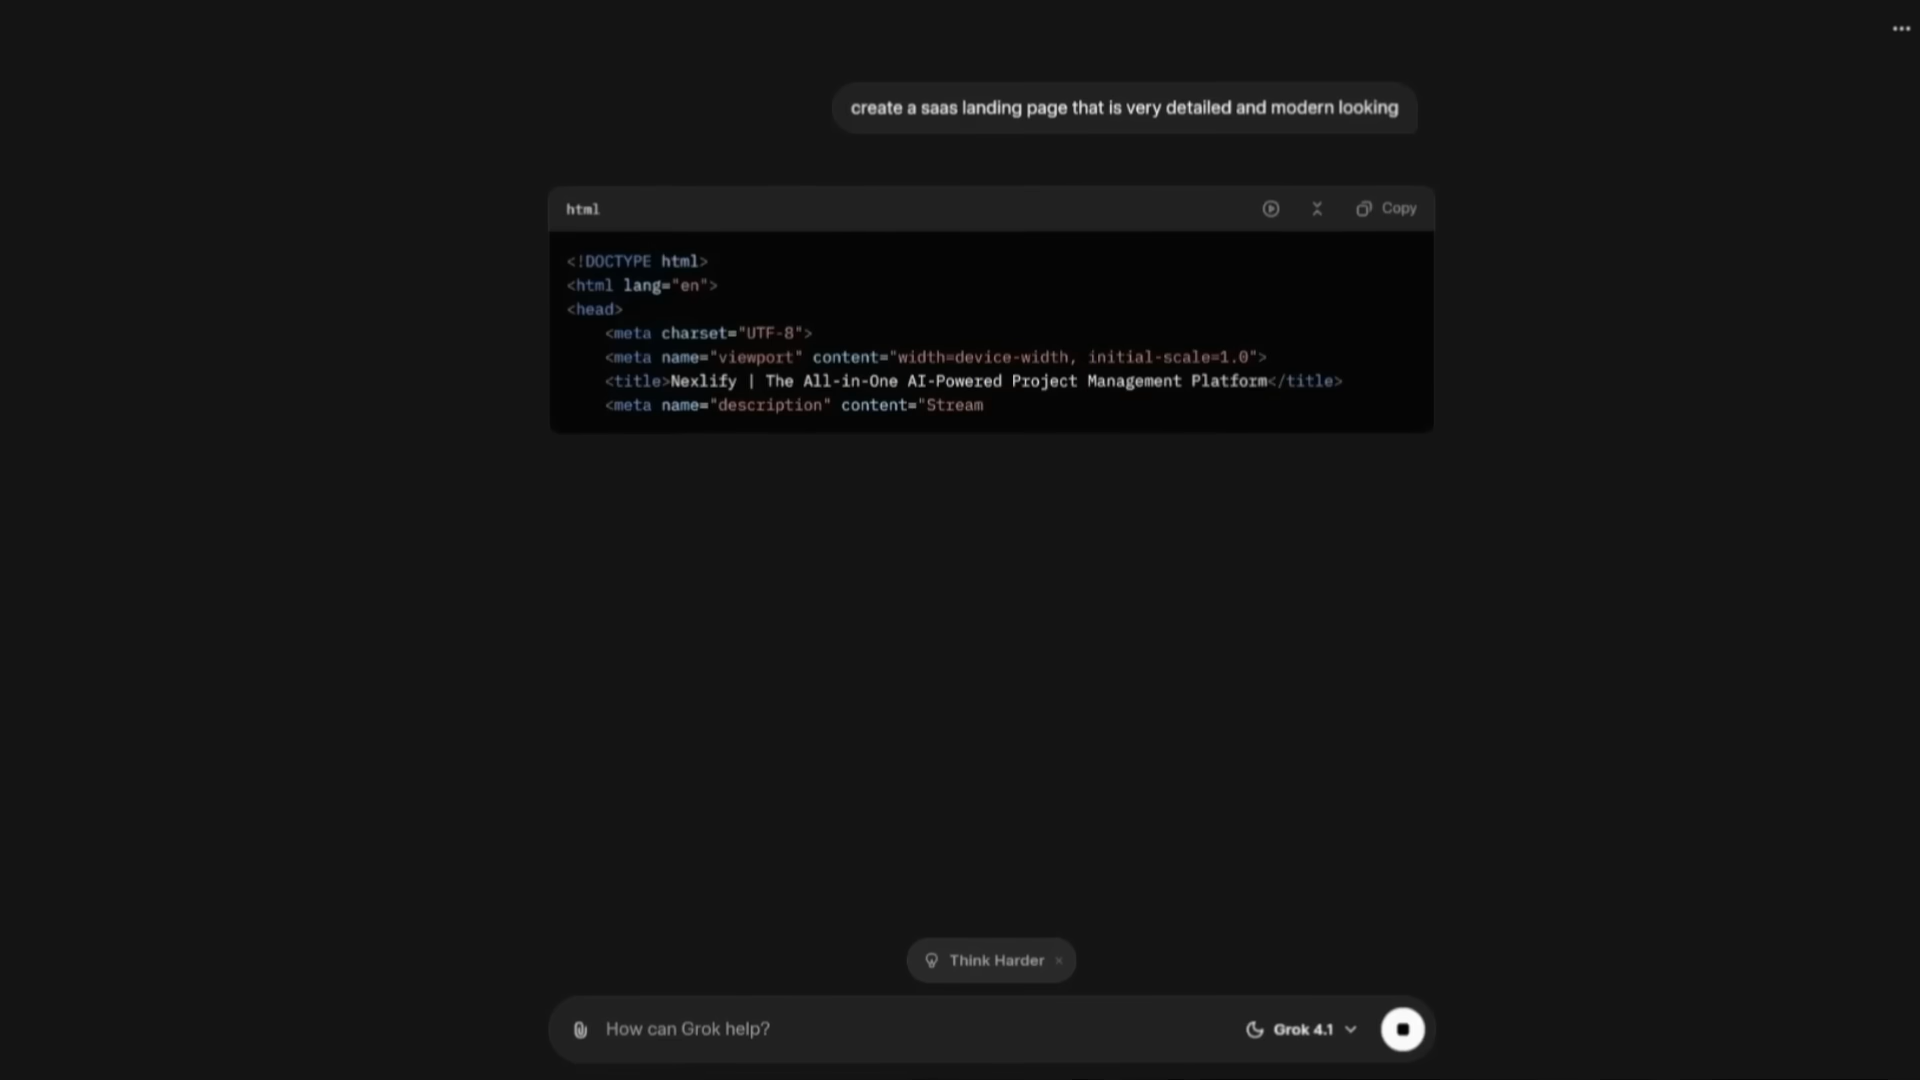 create a saas landing page that is very detailed and modern looking
html
Copy
<!DOCTYPE html>
<html lang="en">
<head>
    <meta charset="UTF-8">
    <meta name="viewport" content="width=device-width, initial-scale=1.0">
    <title>Nexlify | The All-in-One AI-Powered Project Management Platform</title>
    <meta name="description" content="Stream
Think Harder ×
How can Grok help?
Grok 4.1